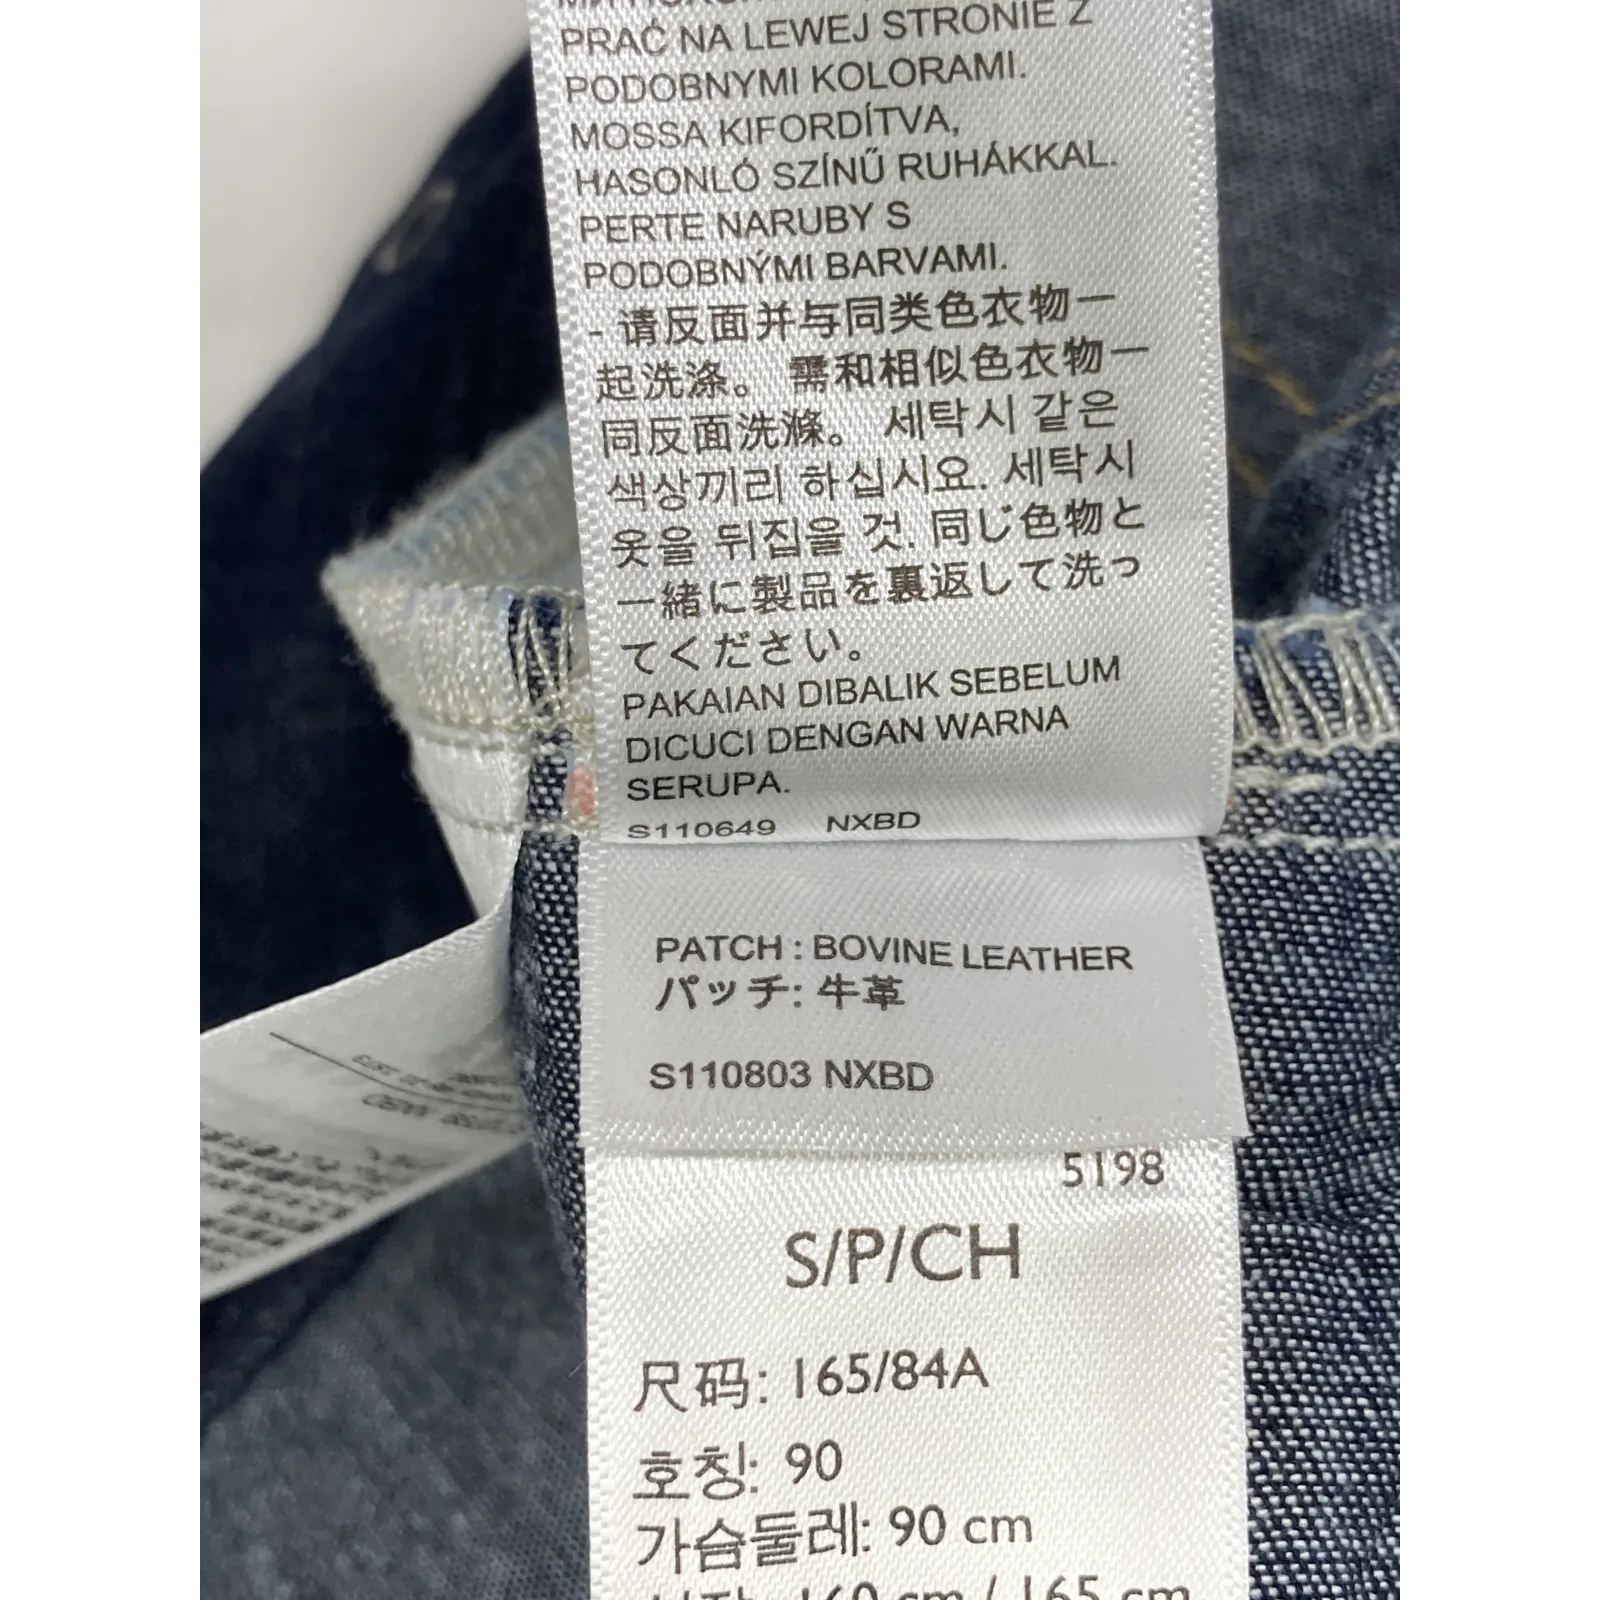 PRAĆ NA LEWEJ STRONIE Z
PODOBNYMI KOLORAMI.
MOSSA KIFORDÍTVA,
HASONLÓ SZÍNŰ RUHÁKKAL.
PERTE NARUBY S
PODOBNÝMI BARVAMI.
- 请反面并与同类色衣物一
起洗涤。 需和相似色衣物一
同反面洗滌。 세탁시 같은
색상끼리 하십시요. 세탁시
옷을 뒤집을 것. 同じ色物と
一緒に製品を裏返して洗っ
てください。
PAKAIAN DIBALIK SEBELUM
DICUCI DENGAN WARNA
SERUPA.
S110649 NXBD
PATCH : BOVINE LEATHER
パッチ: 牛革
S110803 NXBD
5198
S/P/CH
尺码: 165/84A
호칭: 90
가슴둘레: 90 cm
160 cm / 165 cm